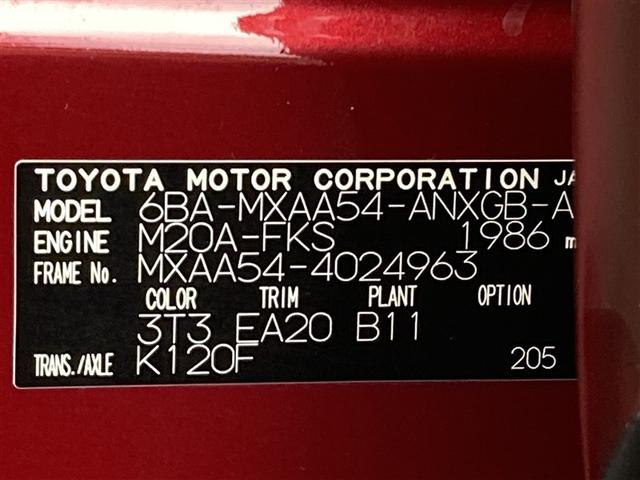 TOYOTA MOTOR CORPORATION JA
MODEL 6BA-MXAA54-ANXGB-A
ENGINE M20A-FKS 1986 m
FRAME No. MXAA54-4024963
COLOR TRIM PLANT OPTION
3T3 EA20 B11
TRANS./AXLE K120F 205